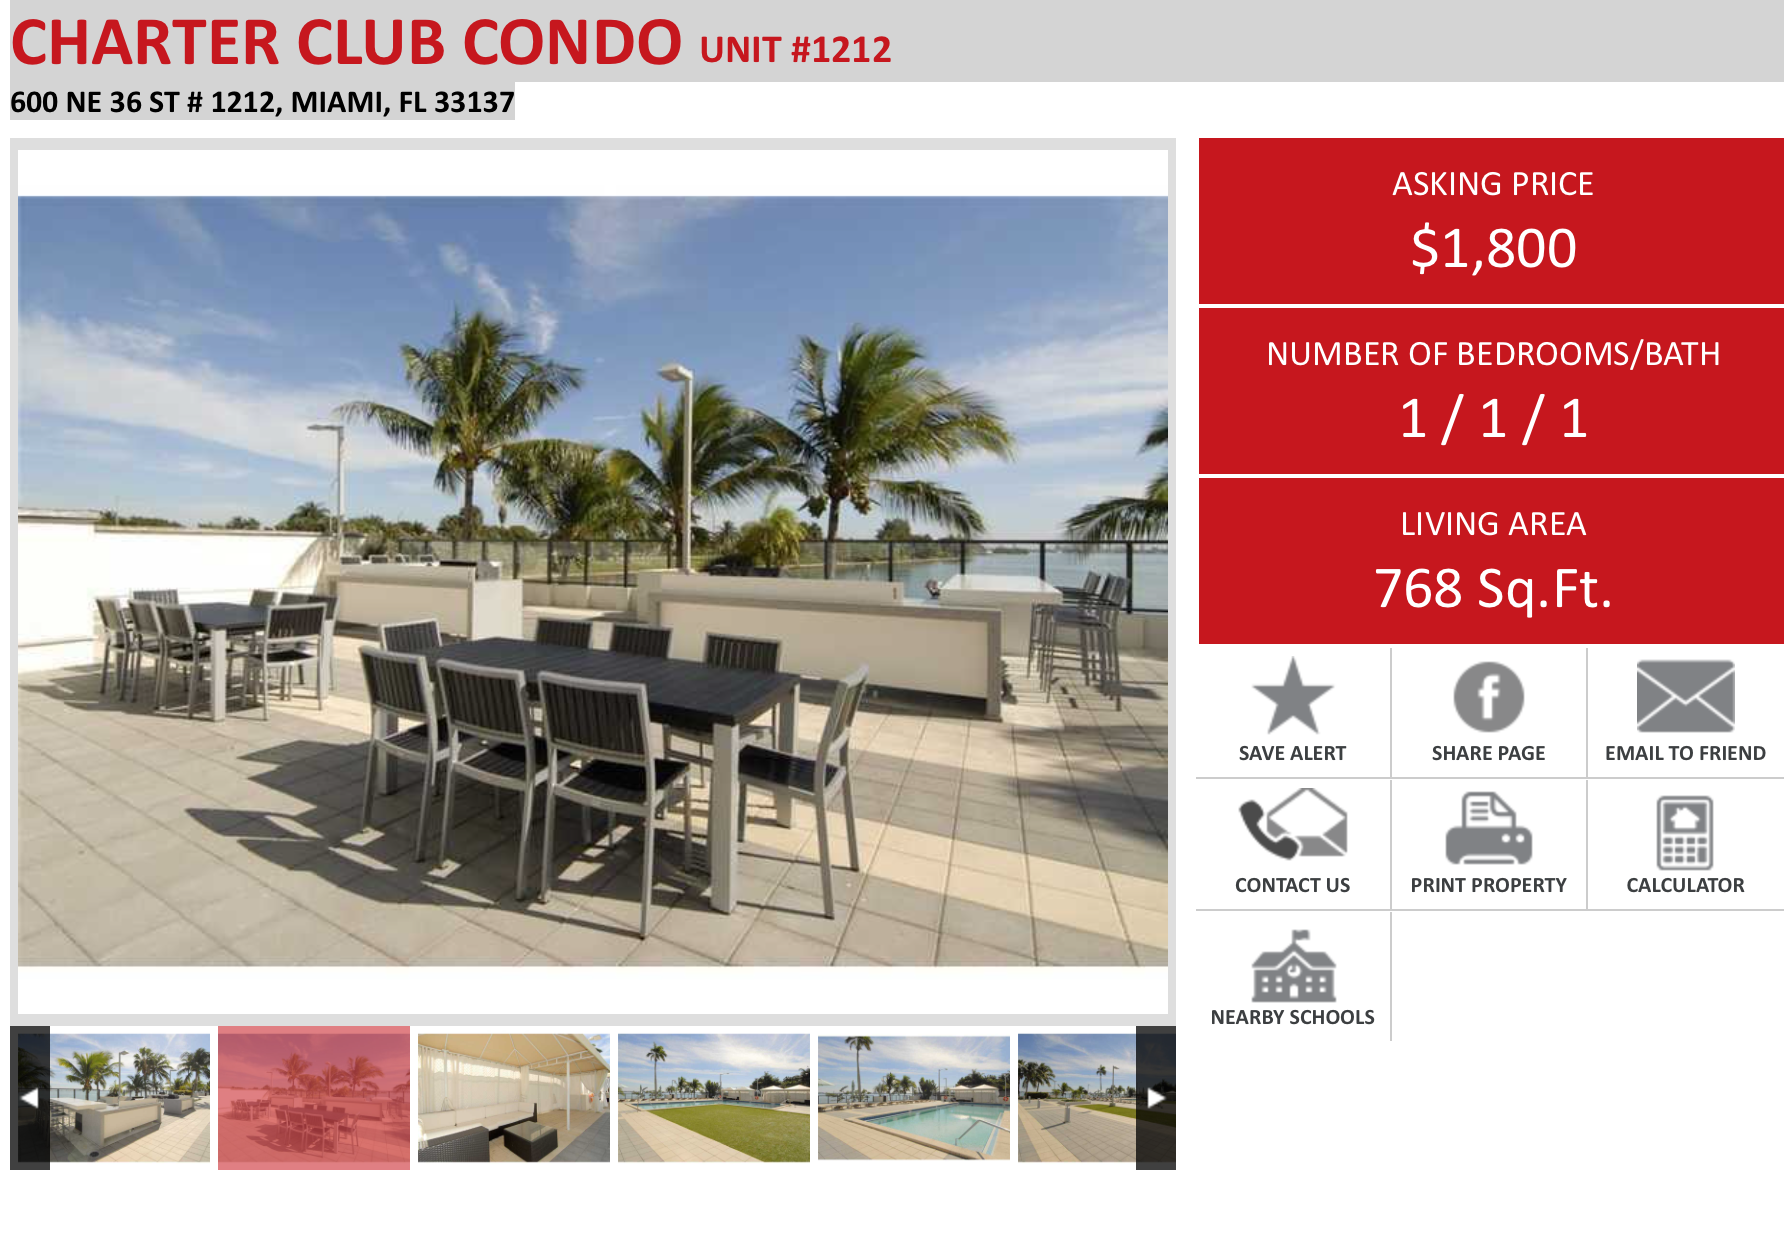 CHARTER CLUB CONDO UNIT #1212
600 NE 36 ST # 1212, MIAMI, FL 33137
ASKING PRICE
$1,800
NUMBER OF BEDROOMS/BATH
1 / 1 / 1
LIVING AREA
768 Sq.Ft.
SAVE ALERT
SHARE PAGE
EMAIL TO FRIEND
CONTACT US
PRINT PROPERTY
CALCULATOR
NEARBY SCHOOLS